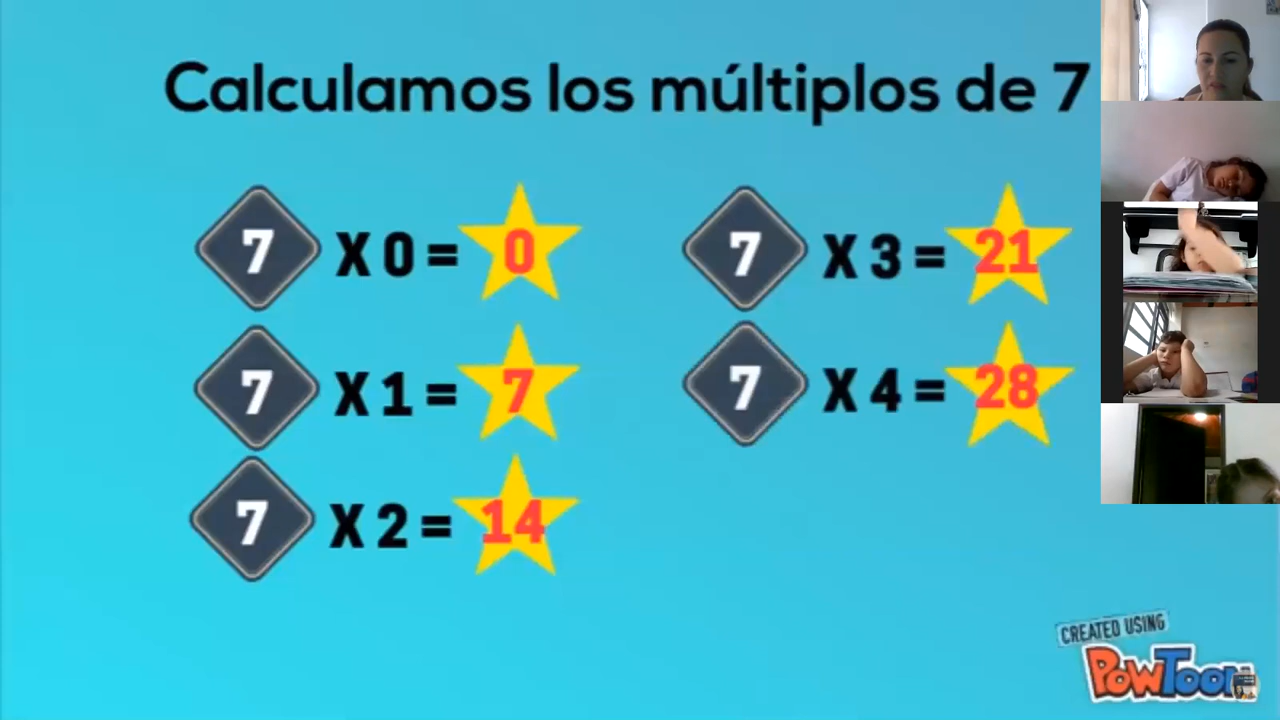 Calculamos los múltiplos de 7
7 X 0 = 0
7 X 1 = 7
7 X 2 = 14
7 X 3 = 21
7 X 4 = 28
CREATED USING
POWTOON